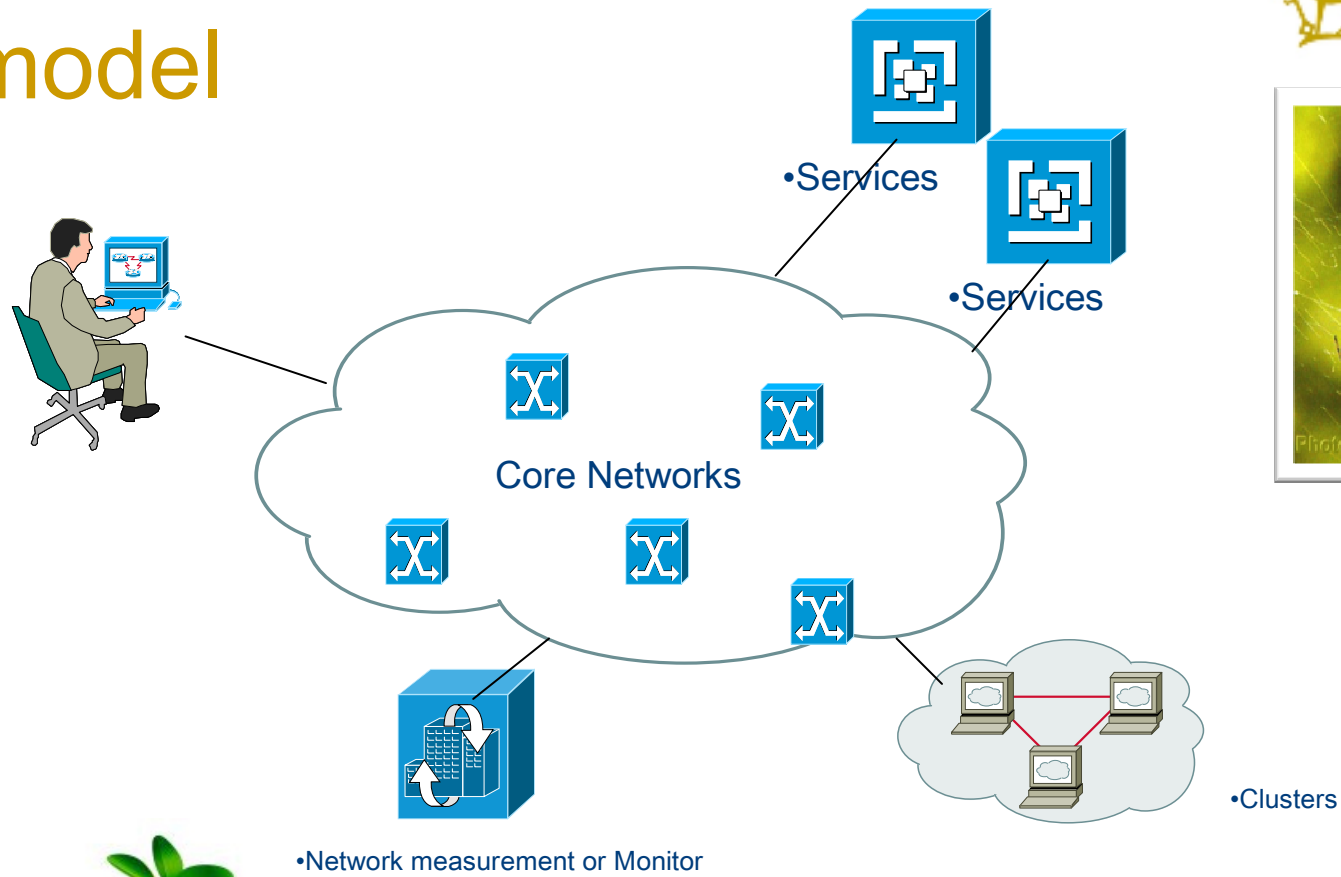 model
•Services
•Services
Core Networks
•Clusters
•Network measurement or Monitor